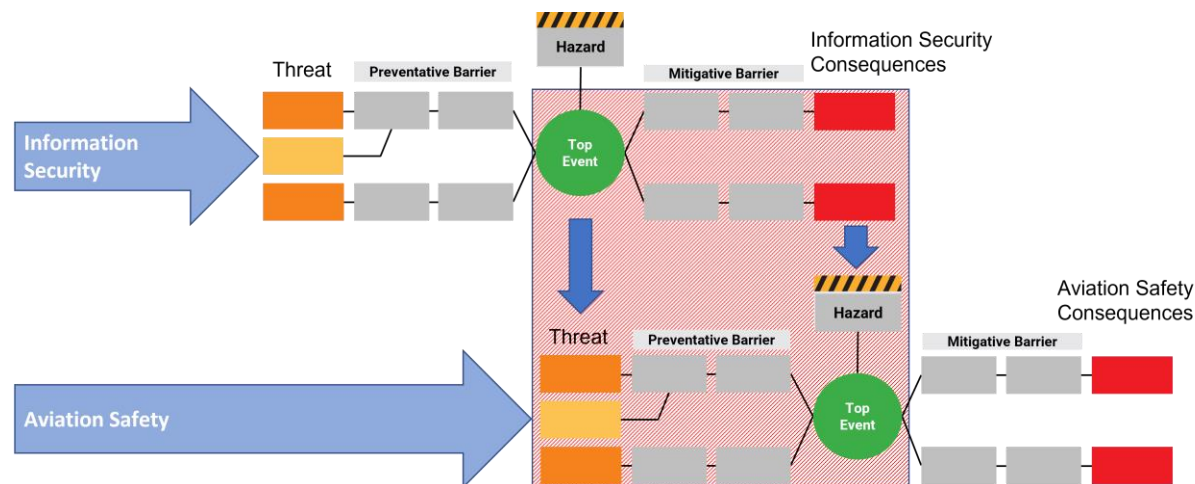 Hazard
Information Security
Consequences
Threat
Preventative Barrier
Mitigative Barrier
Information
Security
Top
Event
Aviation Safety
Consequences
Hazard
Threat
Preventative Barrier
Mitigative Barrier
Aviation Safety
Top
Event